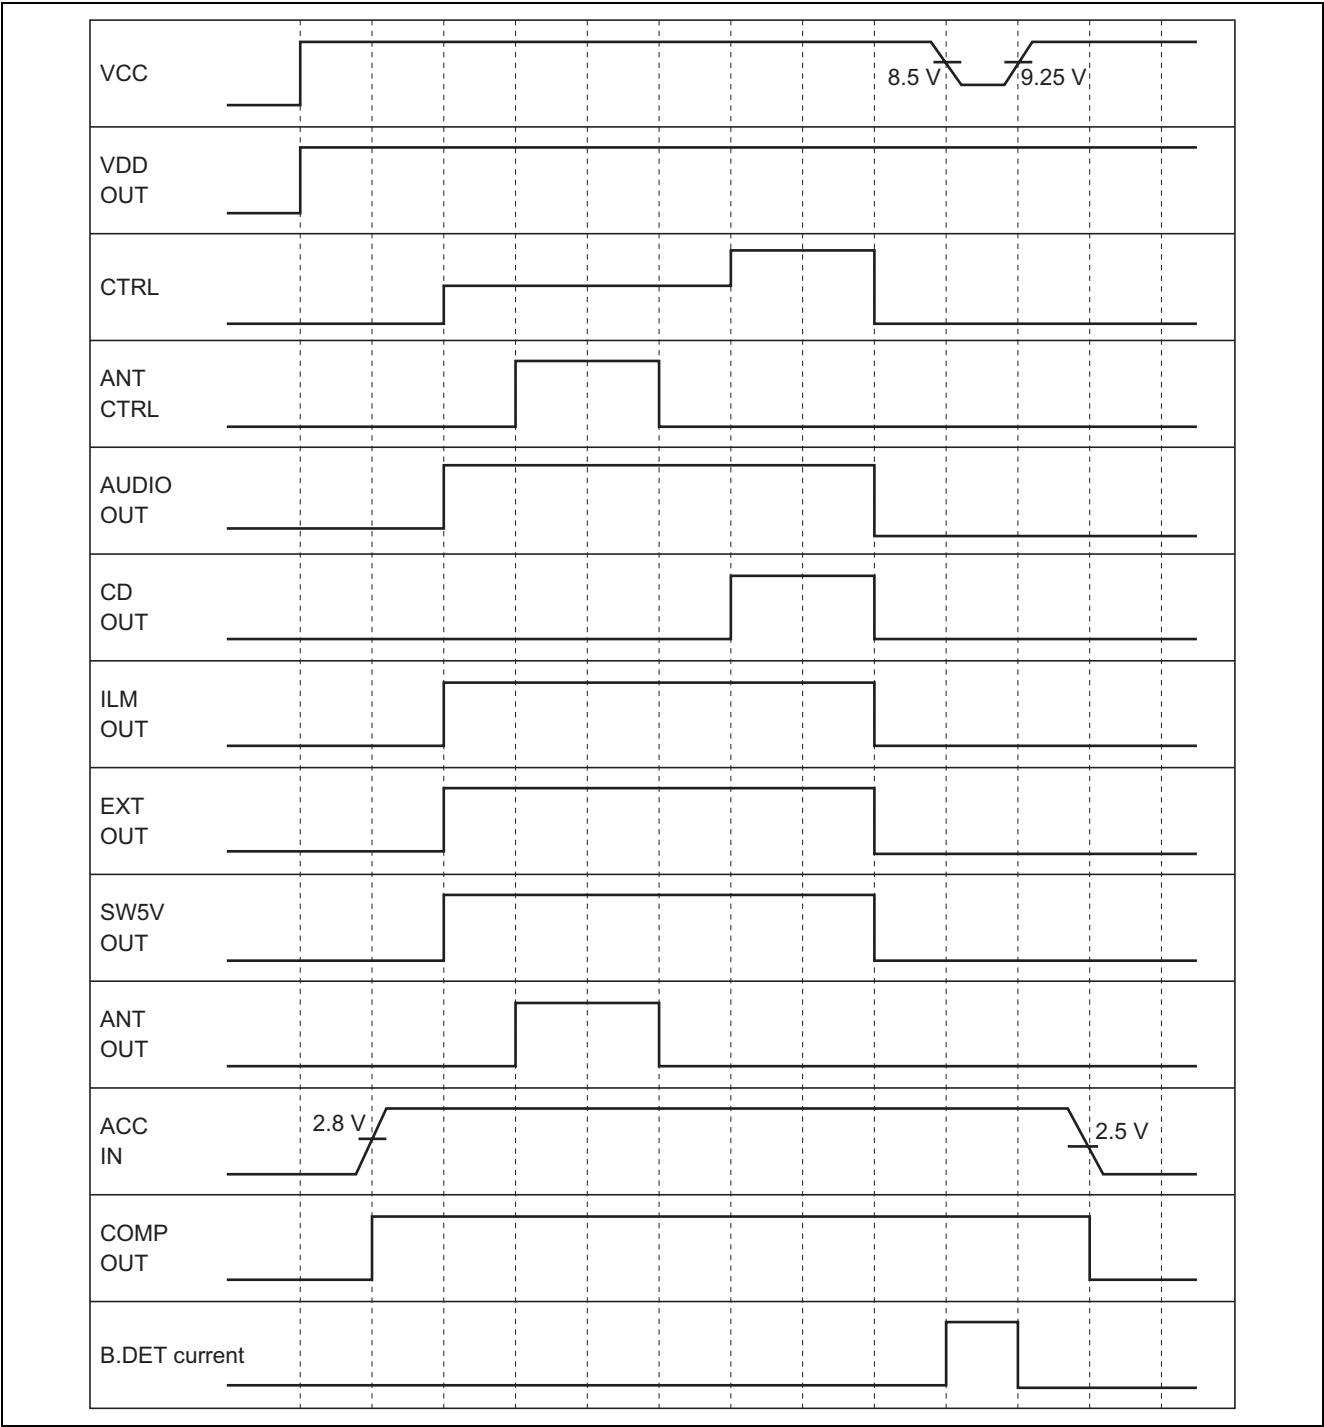 VCC
8.5 V
9.25 V
VDD
OUT
CTRL
ANT
CTRL
AUDIO
OUT
CD
OUT
ILM
OUT
EXT
OUT
SW5V
OUT
ANT
OUT
ACC
IN
2.8 V
2.5 V
COMP
OUT
B.DET current